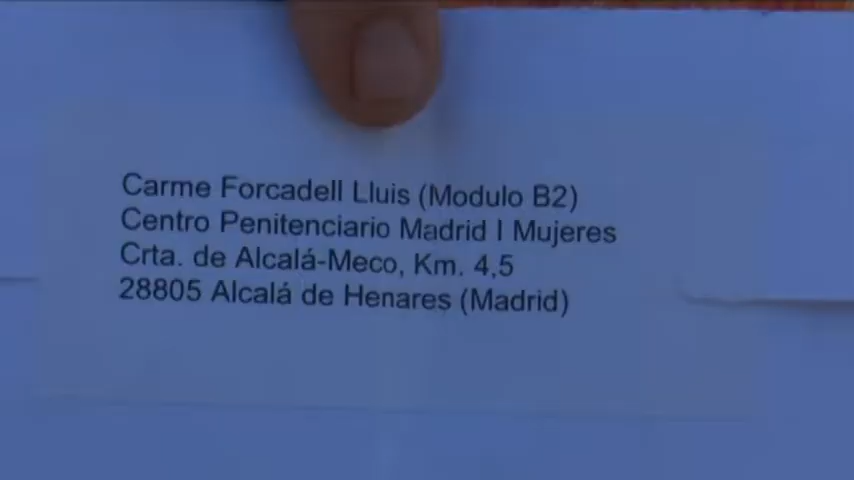 Carme Forcadell Lluis (Modulo B2)
Centro Penitenciario Madrid I Mujeres
Crta. de Alcalá-Meco, Km. 4,5
28805 Alcalá de Henares (Madrid)